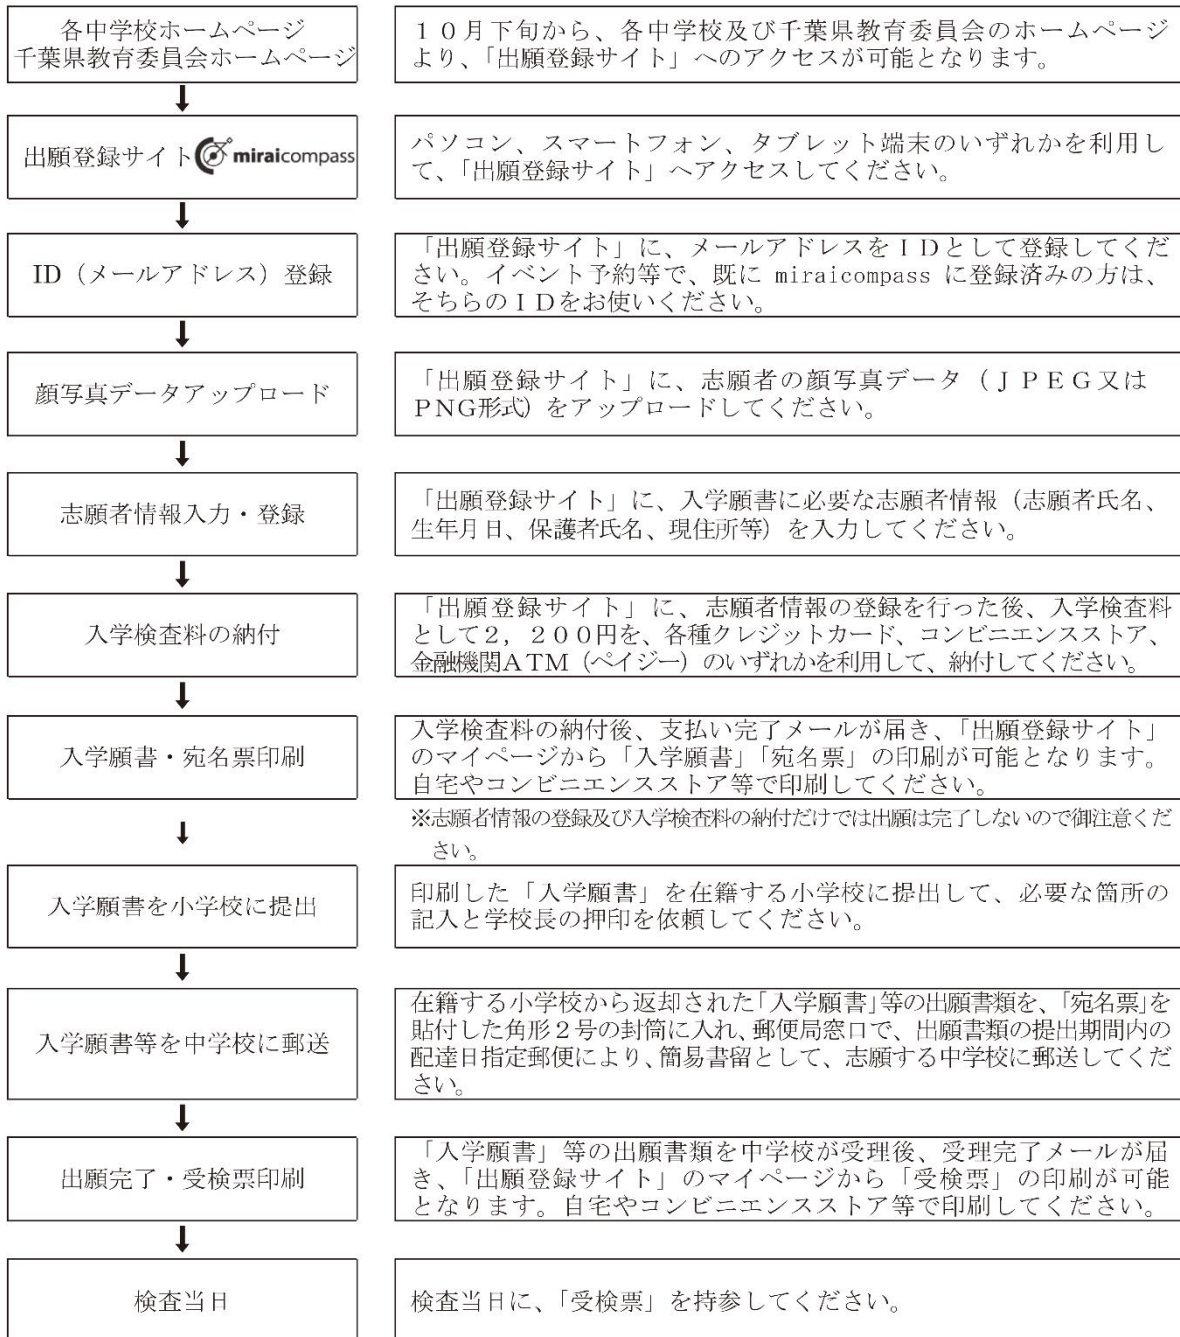 各中学校ホームページ
千葉県教育委員会ホームページ
１０月下旬から、各中学校及び千葉県教育委員会のホームページ
より、「出願登録サイト」へのアクセスが可能となります。
出願登録サイト miraicompass
パソコン、スマートフォン、タブレット端末のいずれかを利用し
て、「出願登録サイト」へアクセスしてください。
ID（メールアドレス）登録
「出願登録サイト」に、メールアドレスをＩＤとして登録してくだ
さい。イベント予約等で、既に miraicompass に登録済みの方は、
そちらのＩＤをお使いください。
顔写真データアップロード
「出願登録サイト」に、志願者の顔写真データ（ＪＰＥＧ又は
ＰＮＧ形式）をアップロードしてください。
志願者情報入力・登録
「出願登録サイト」に、入学願書に必要な志願者情報（志願者氏名、
生年月日、保護者氏名、現住所等）を入力してください。
入学検査料の納付
「出願登録サイト」に、志願者情報の登録を行った後、入学検査料
として２，２００円を、各種クレジットカード、コンビニエンスストア、
金融機関ＡＴＭ（ペイジー）のいずれかを利用して、納付してください。
入学願書・宛名票印刷
入学検査料の納付後、支払い完了メールが届き、「出願登録サイト」
のマイページから「入学願書」「宛名票」の印刷が可能となります。
自宅やコンビニエンスストア等で印刷してください。
※志願者情報の登録及び入学検査料の納付だけでは出願は完了しないので御注意くだ
さい。
入学願書を小学校に提出
印刷した「入学願書」を在籍する小学校に提出して、必要な箇所の
記入と学校長の押印を依頼してください。
入学願書等を中学校に郵送
在籍する小学校から返却された「入学願書」等の出願書類を、「宛名票」を
貼付した角形２号の封筒に入れ、郵便局窓口で、出願書類の提出期間内の
配達日指定郵便により、簡易書留として、志願する中学校に郵送してくだ
さい。
出願完了・受検票印刷
「入学願書」等の出願書類を中学校が受理後、受理完了メールが届
き、「出願登録サイト」のマイページから「受検票」の印刷が可能
となります。自宅やコンビニエンスストア等で印刷してください。
検査当日
検査当日に、「受検票」を持参してください。